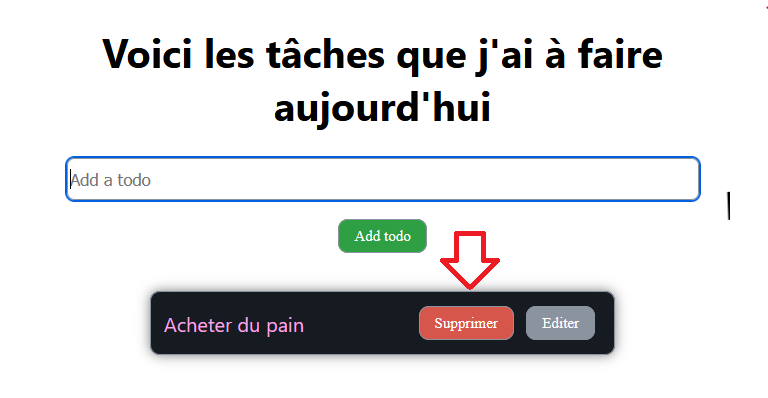 Voici les tâches que j'ai à faire
aujourd'hui
Add a todo
Add todo
Acheter du pain Supprimer Editer